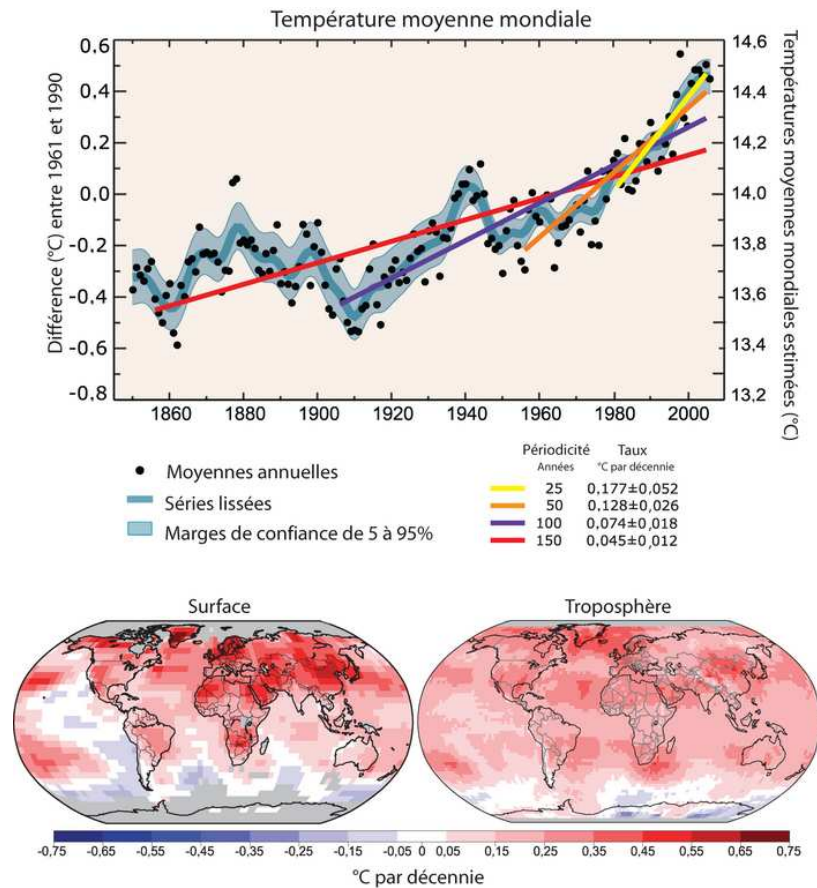 Température moyenne mondiale
Différence (°C) entre 1961 et 1990
0.6
0.4
0.2
0.0
-0.2
-0.4
-0.6
-0.8
14.6
14.4
14.2
14.0
13.8
13.6
13,4
13,2
Températures moyennes mondiales estimées (°C)
1860 1880 1900 1920 1940 1960 1980 2000
Moyennes annuelles
Séries lissées
Marges de confiance de 5 à 95%
Périodicité Taux
Années °C par décennie
25 0,177±0,052
50 0,128±0,026
100 0,074±0,018
150 0,045±0,012
Surface Troposphère
-0,75 -0,65 -0,55 -0,45 -0,35 -0,25 -0,15 -0,05 0 0,05 0,15 0,25 0,35 0,45 0,55 0,65 0,75
°C par décennie